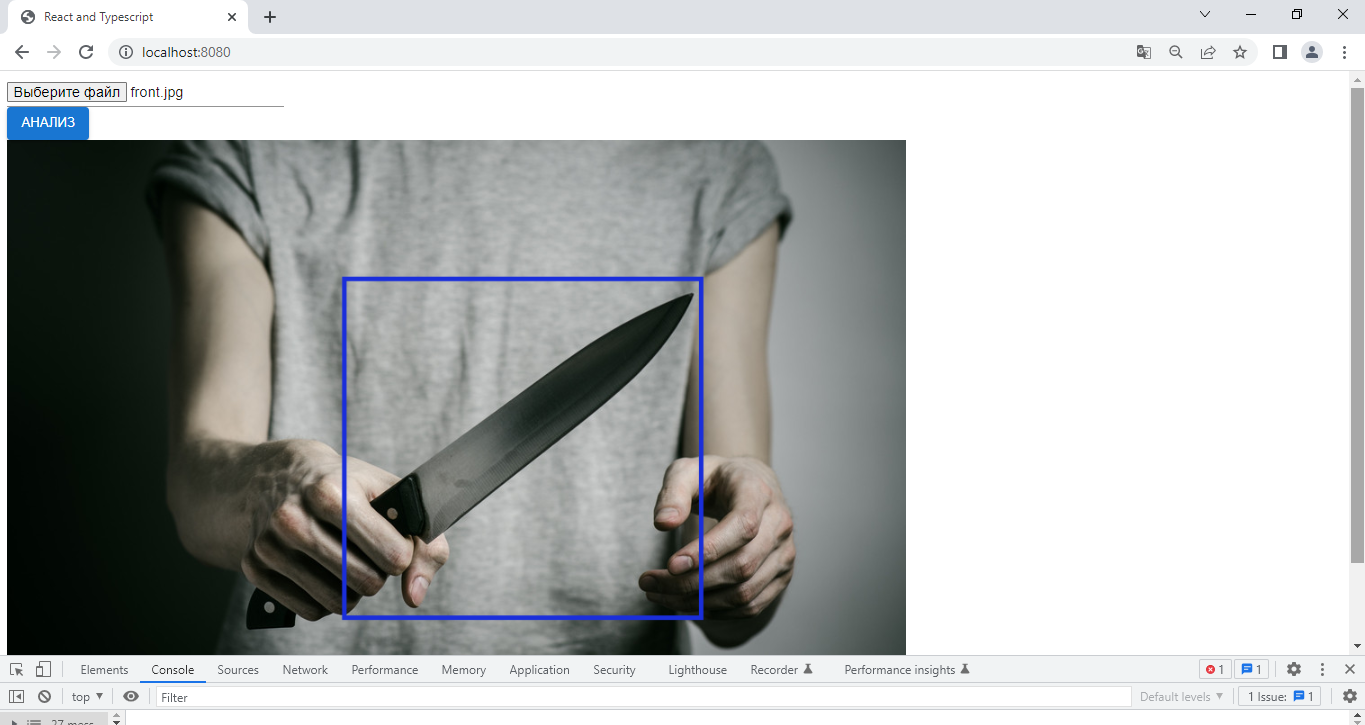 React and Typescript
localhost:8080
Выберите файл front.jpg
АНАЛИЗ
Elements Console Sources Network Performance Memory Application Security Lighthouse Recorder Performance insights 1 1
top Filter Default levels 1 Issue: 1